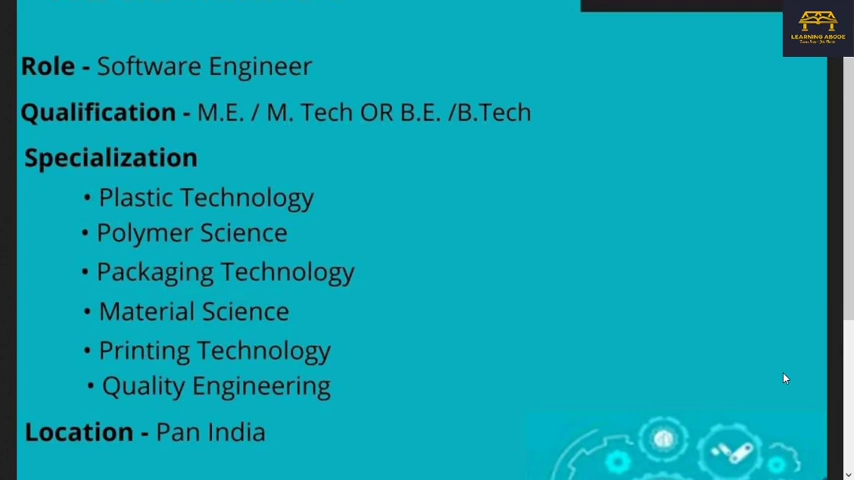 LEARNING ABODE
Role - Software Engineer
Qualification - M.E. / M. Tech OR B.E. /B.Tech
Specialization
• Plastic Technology
• Polymer Science
• Packaging Technology
• Material Science
• Printing Technology
• Quality Engineering
Location - Pan India